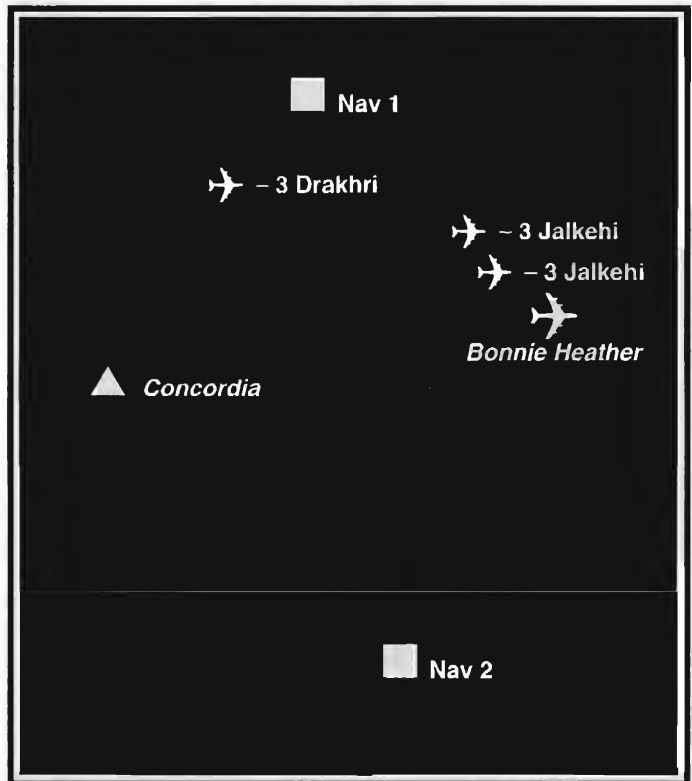 Nav 1
– 3 Drakhri
– 3 Jalkehi
– 3 Jalkehi
Bonnie Heather
Concordia
Nav 2